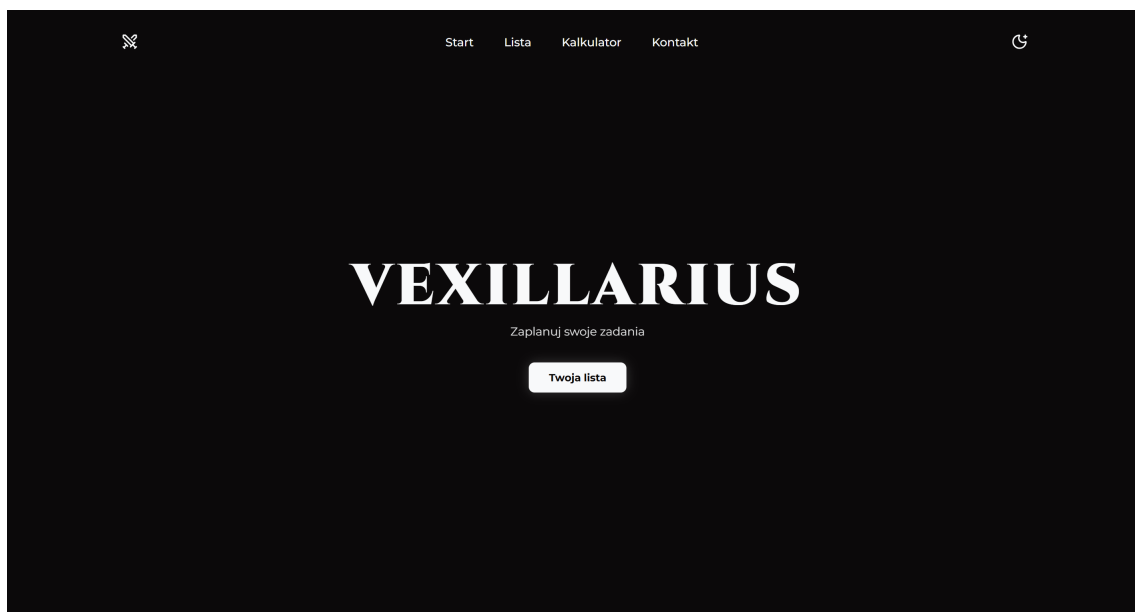 Start Lista Kalkulator Kontakt
VEXILLARIUS
Zaplanuj swoje zadania
Twoja lista